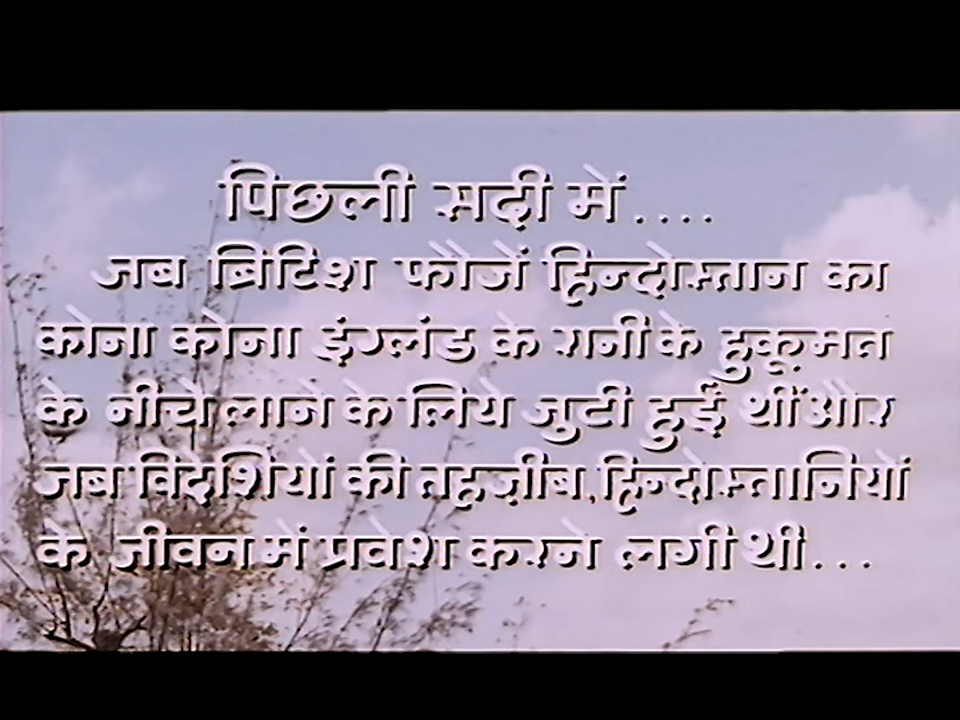 पिछली सदी में....
जब ब्रिटिश फौजें हिन्दोस्तान का
कोना कोना इंग्लंड के रानी के हुकूमत
के नीचे लाने के लिये जुटी हुईं थीं और
जब विदेशियों की तहज़ीब, हिन्दोस्तानियों
के जीवन में प्रवेश करने लगी थी...